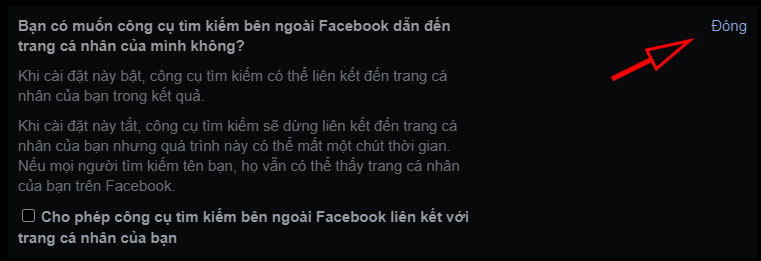 Bạn có muốn công cụ tìm kiếm bên ngoài Facebook dẫn đến
trang cá nhân của mình không?
Đóng
Khi cài đặt này bật, công cụ tìm kiếm có thể liên kết đến trang cá
nhân của bạn trong kết quả.
Khi cài đặt này tắt, công cụ tìm kiếm sẽ dừng liên kết đến trang cá
nhân của bạn nhưng quá trình này có thể mất một chút thời gian.
Nếu mọi người tìm kiếm tên bạn, họ vẫn có thể thấy trang cá nhân
của bạn trên Facebook.
Cho phép công cụ tìm kiếm bên ngoài Facebook liên kết với
trang cá nhân của bạn